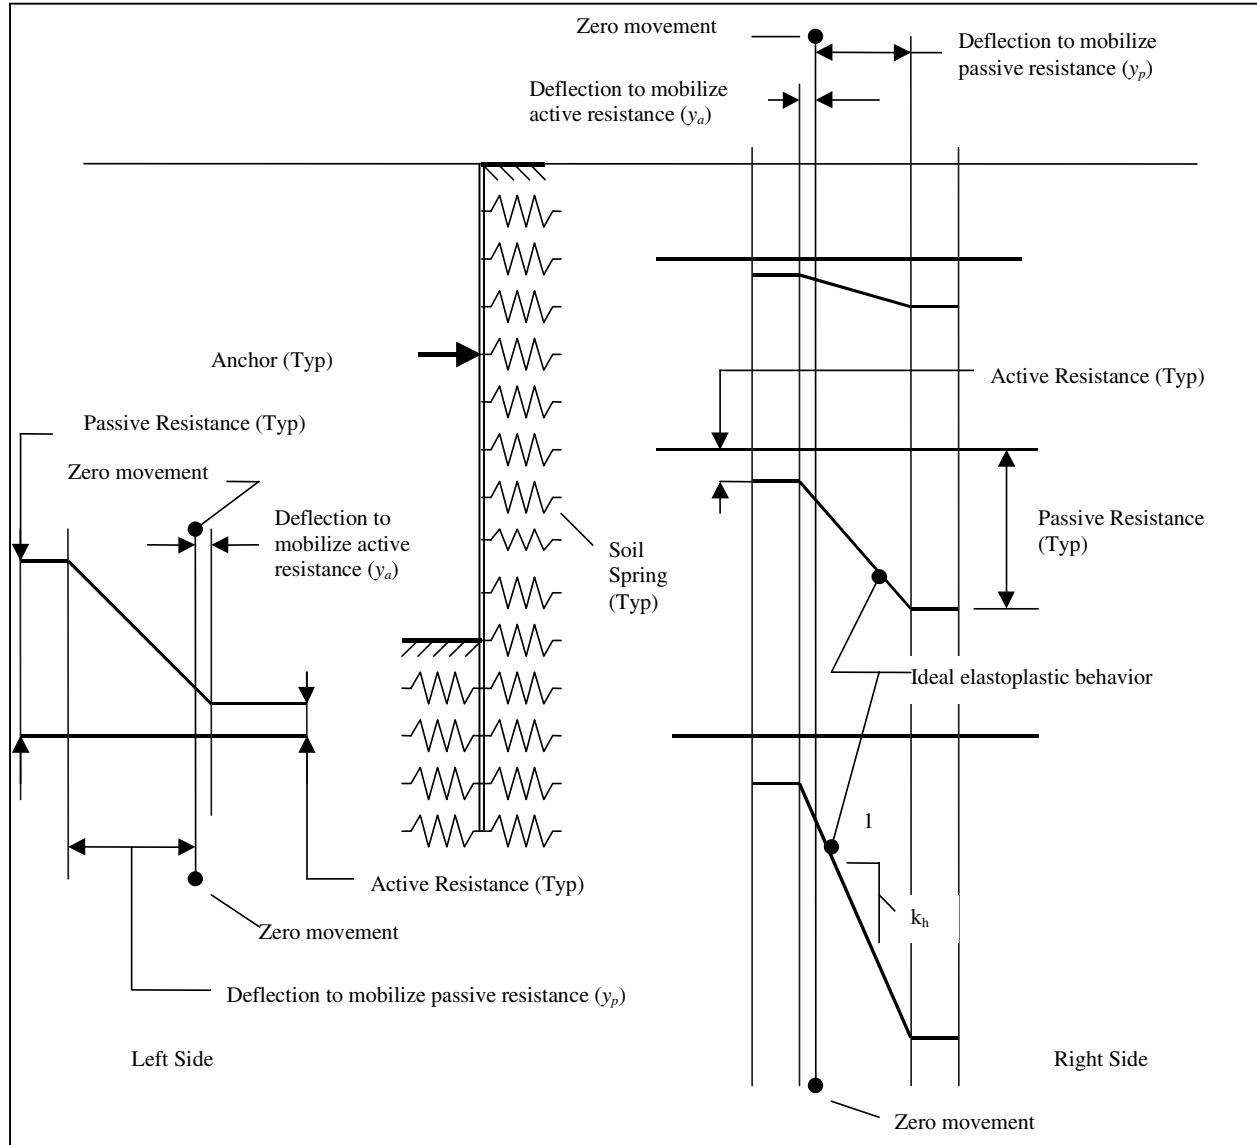 Zero movement
Deflection to mobilize
passive resistance (yp)
Deflection to mobilize
active resistance (ya)
Anchor (Typ)
Active Resistance (Typ)
Passive Resistance (Typ)
Zero movement
Deflection to
mobilize active
resistance (ya)
Soil
Spring
(Typ)
Passive Resistance
(Typ)
Ideal elastoplastic behavior
1
kh
Active Resistance (Typ)
Zero movement
Deflection to mobilize passive resistance (yp)
Left Side
Right Side
Zero movement